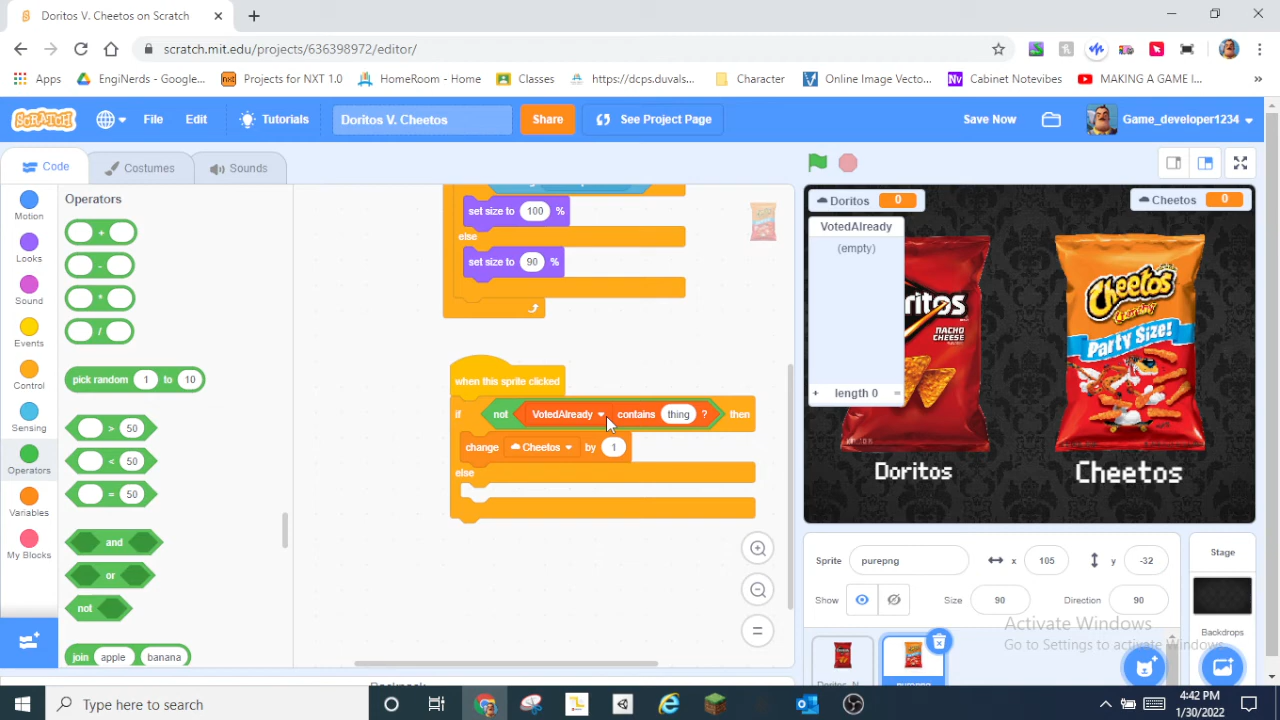 Doritos V. Cheetos on Scratch
scratch.mit.edu/projects/636398972/editor/
Apps
EngiNerds - Google...
Projects for NXT 1.0
HomeRoom - Home
Classes
https://dcps.duvals...
Character
Online Image Vecto...
Cabinet Notevibes
MAKING A GAME I...
SCRATCH
File
Edit
Tutorials
Doritos V. Cheetos
Share
See Project Page
Save Now
Game_developer1234
Code
Costumes
Sounds
Motion
Looks
Sound
Events
Control
Sensing
Operators
Variables
My Blocks
Operators
+
-
*
/
pick random 1 to 10
> 50
< 50
= 50
and
or
not
join apple banana
set size to 100 %
else
set size to 90 %
when this sprite clicked
if not VotedAlready contains thing ? then
change Cheetos by 1
else
Doritos 0
Cheetos 0
VotedAlready
(empty)
+ length 0 =
ritos
NACHO
CHEESE
Cheetos
Crunchy
Party Size!
Doritos
Cheetos
Sprite purepng x 105 y -32
Show Size 90 Direction 90
Stage
Backdrops
Activate Windows
Go to Settings to activate Windows.
Type here to search
4:42 PM
1/30/2022